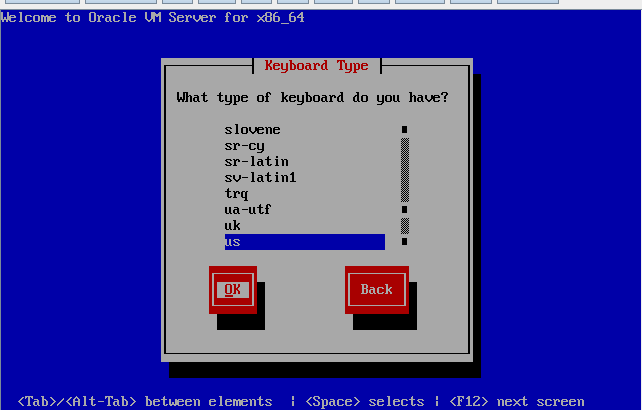 Welcome to Oracle VM Server for x86_64
Keyboard Type
What type of keyboard do you have?
slovene
sr-cy
sr-latin
sv-latin1
trq
ua-utf
uk
us
OK Back
<Tab>/<Alt-Tab> between elements | <Space> selects | <F12> next screen